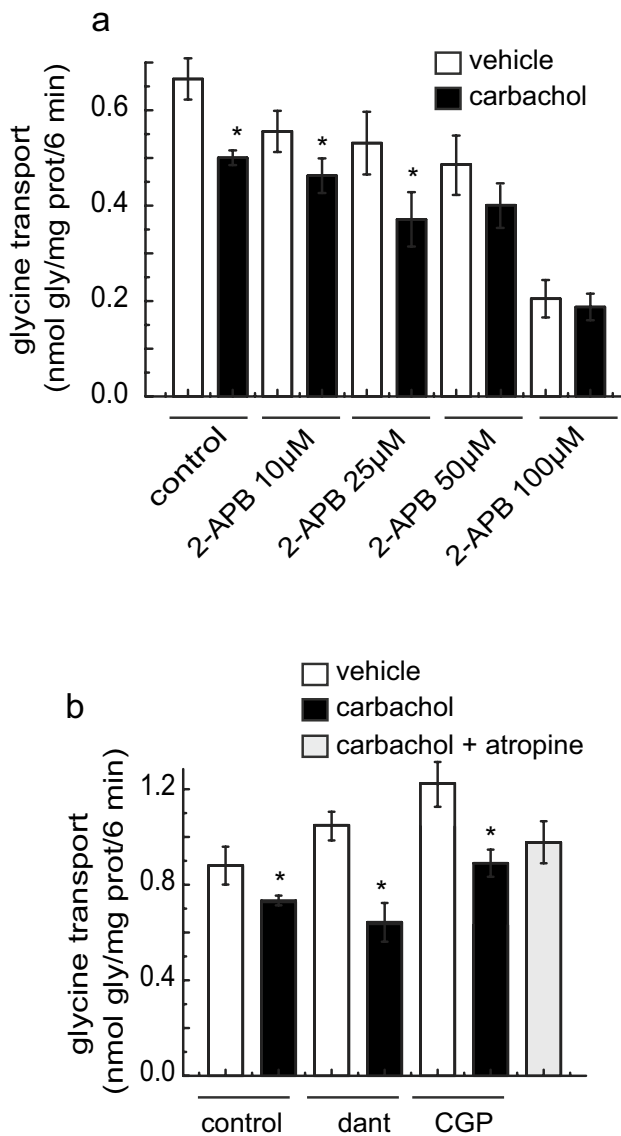 a
vehicle
carbachol
glycine transport
(nmol gly/mg prot/6 min)
0.6
0.4
0.2
0.0
*
*
*
control
2-APB 10µM
2-APB 25µM
2-APB 50µM
2-APB 100µM
b
vehicle
carbachol
carbachol + atropine
glycine transport
(nmol gly/mg prot/6 min)
1.2
0.8
0.4
0.0
*
*
*
control
dant
CGP